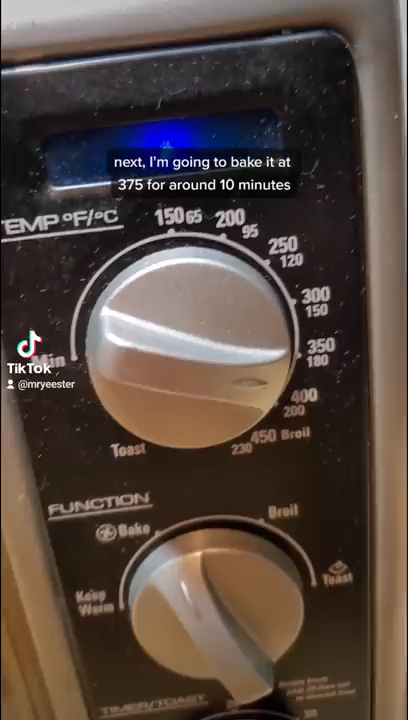 next, I'm going to bake it at
375 for around 10 minutes
TEMP °F/°C
150 65 200
95
250
120
300
150
350
180
Min
TikTok
@mryeester
400
200
450 Broil
230
Toast
FUNCTION
Broil
Bake
Toast
Keep
Warm
TIMER/TOAST